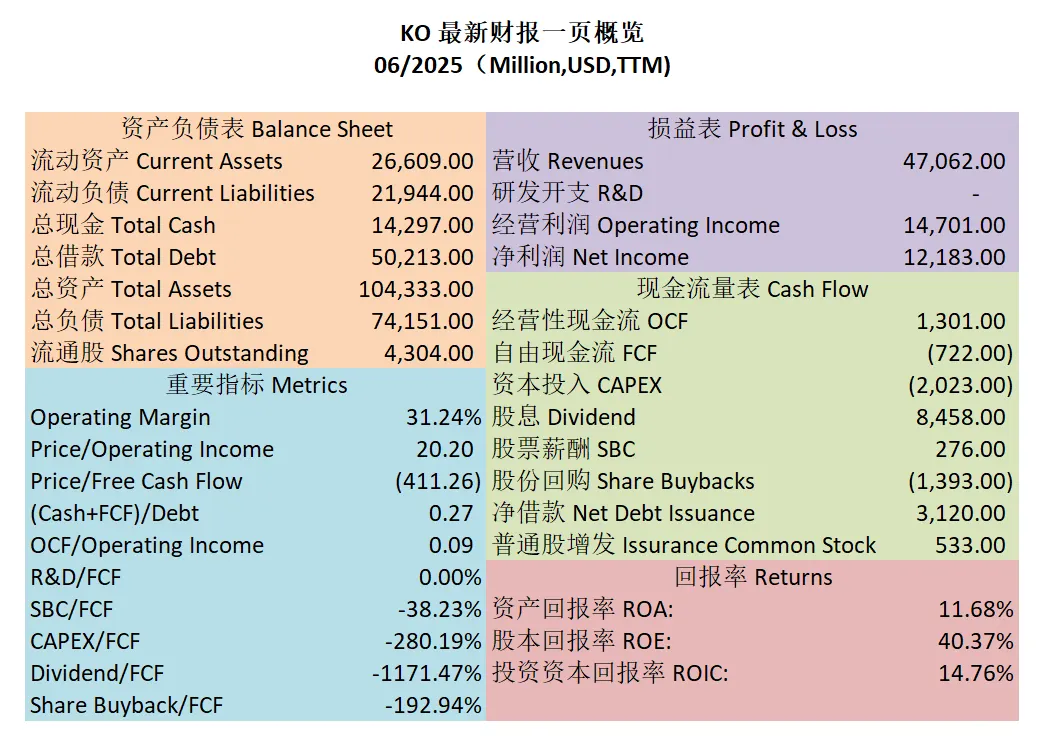 KO 最新财报一页概览
06/2025（Million,USD,TTM)
资产负债表 Balance Sheet
流动资产 Current Assets 26,609.00
流动负债 Current Liabilities 21,944.00
总现金 Total Cash 14,297.00
总借款 Total Debt 50,213.00
总资产 Total Assets 104,333.00
总负债 Total Liabilities 74,151.00
流通股 Shares Outstanding 4,304.00
重要指标 Metrics
Operating Margin 31.24%
Price/Operating Income 20.20
Price/Free Cash Flow (411.26)
(Cash+FCF)/Debt 0.27
OCF/Operating Income 0.09
R&D/FCF 0.00%
SBC/FCF -38.23%
CAPEX/FCF -280.19%
Dividend/FCF -1171.47%
Share Buyback/FCF -192.94%
损益表 Profit & Loss
营收 Revenues 47,062.00
研发开支 R&D -
经营利润 Operating Income 14,701.00
净利润 Net Income 12,183.00
现金流量表 Cash Flow
经营性现金流 OCF 1,301.00
自由现金流 FCF (722.00)
资本投入 CAPEX (2,023.00)
股息 Dividend 8,458.00
股票薪酬 SBC 276.00
股份回购 Share Buybacks (1,393.00)
净借款 Net Debt Issuance 3,120.00
普通股增发 Issurance Common Stock 533.00
回报率 Returns
资产回报率 ROA: 11.68%
股本回报率 ROE: 40.37%
投资资本回报率 ROIC: 14.76%